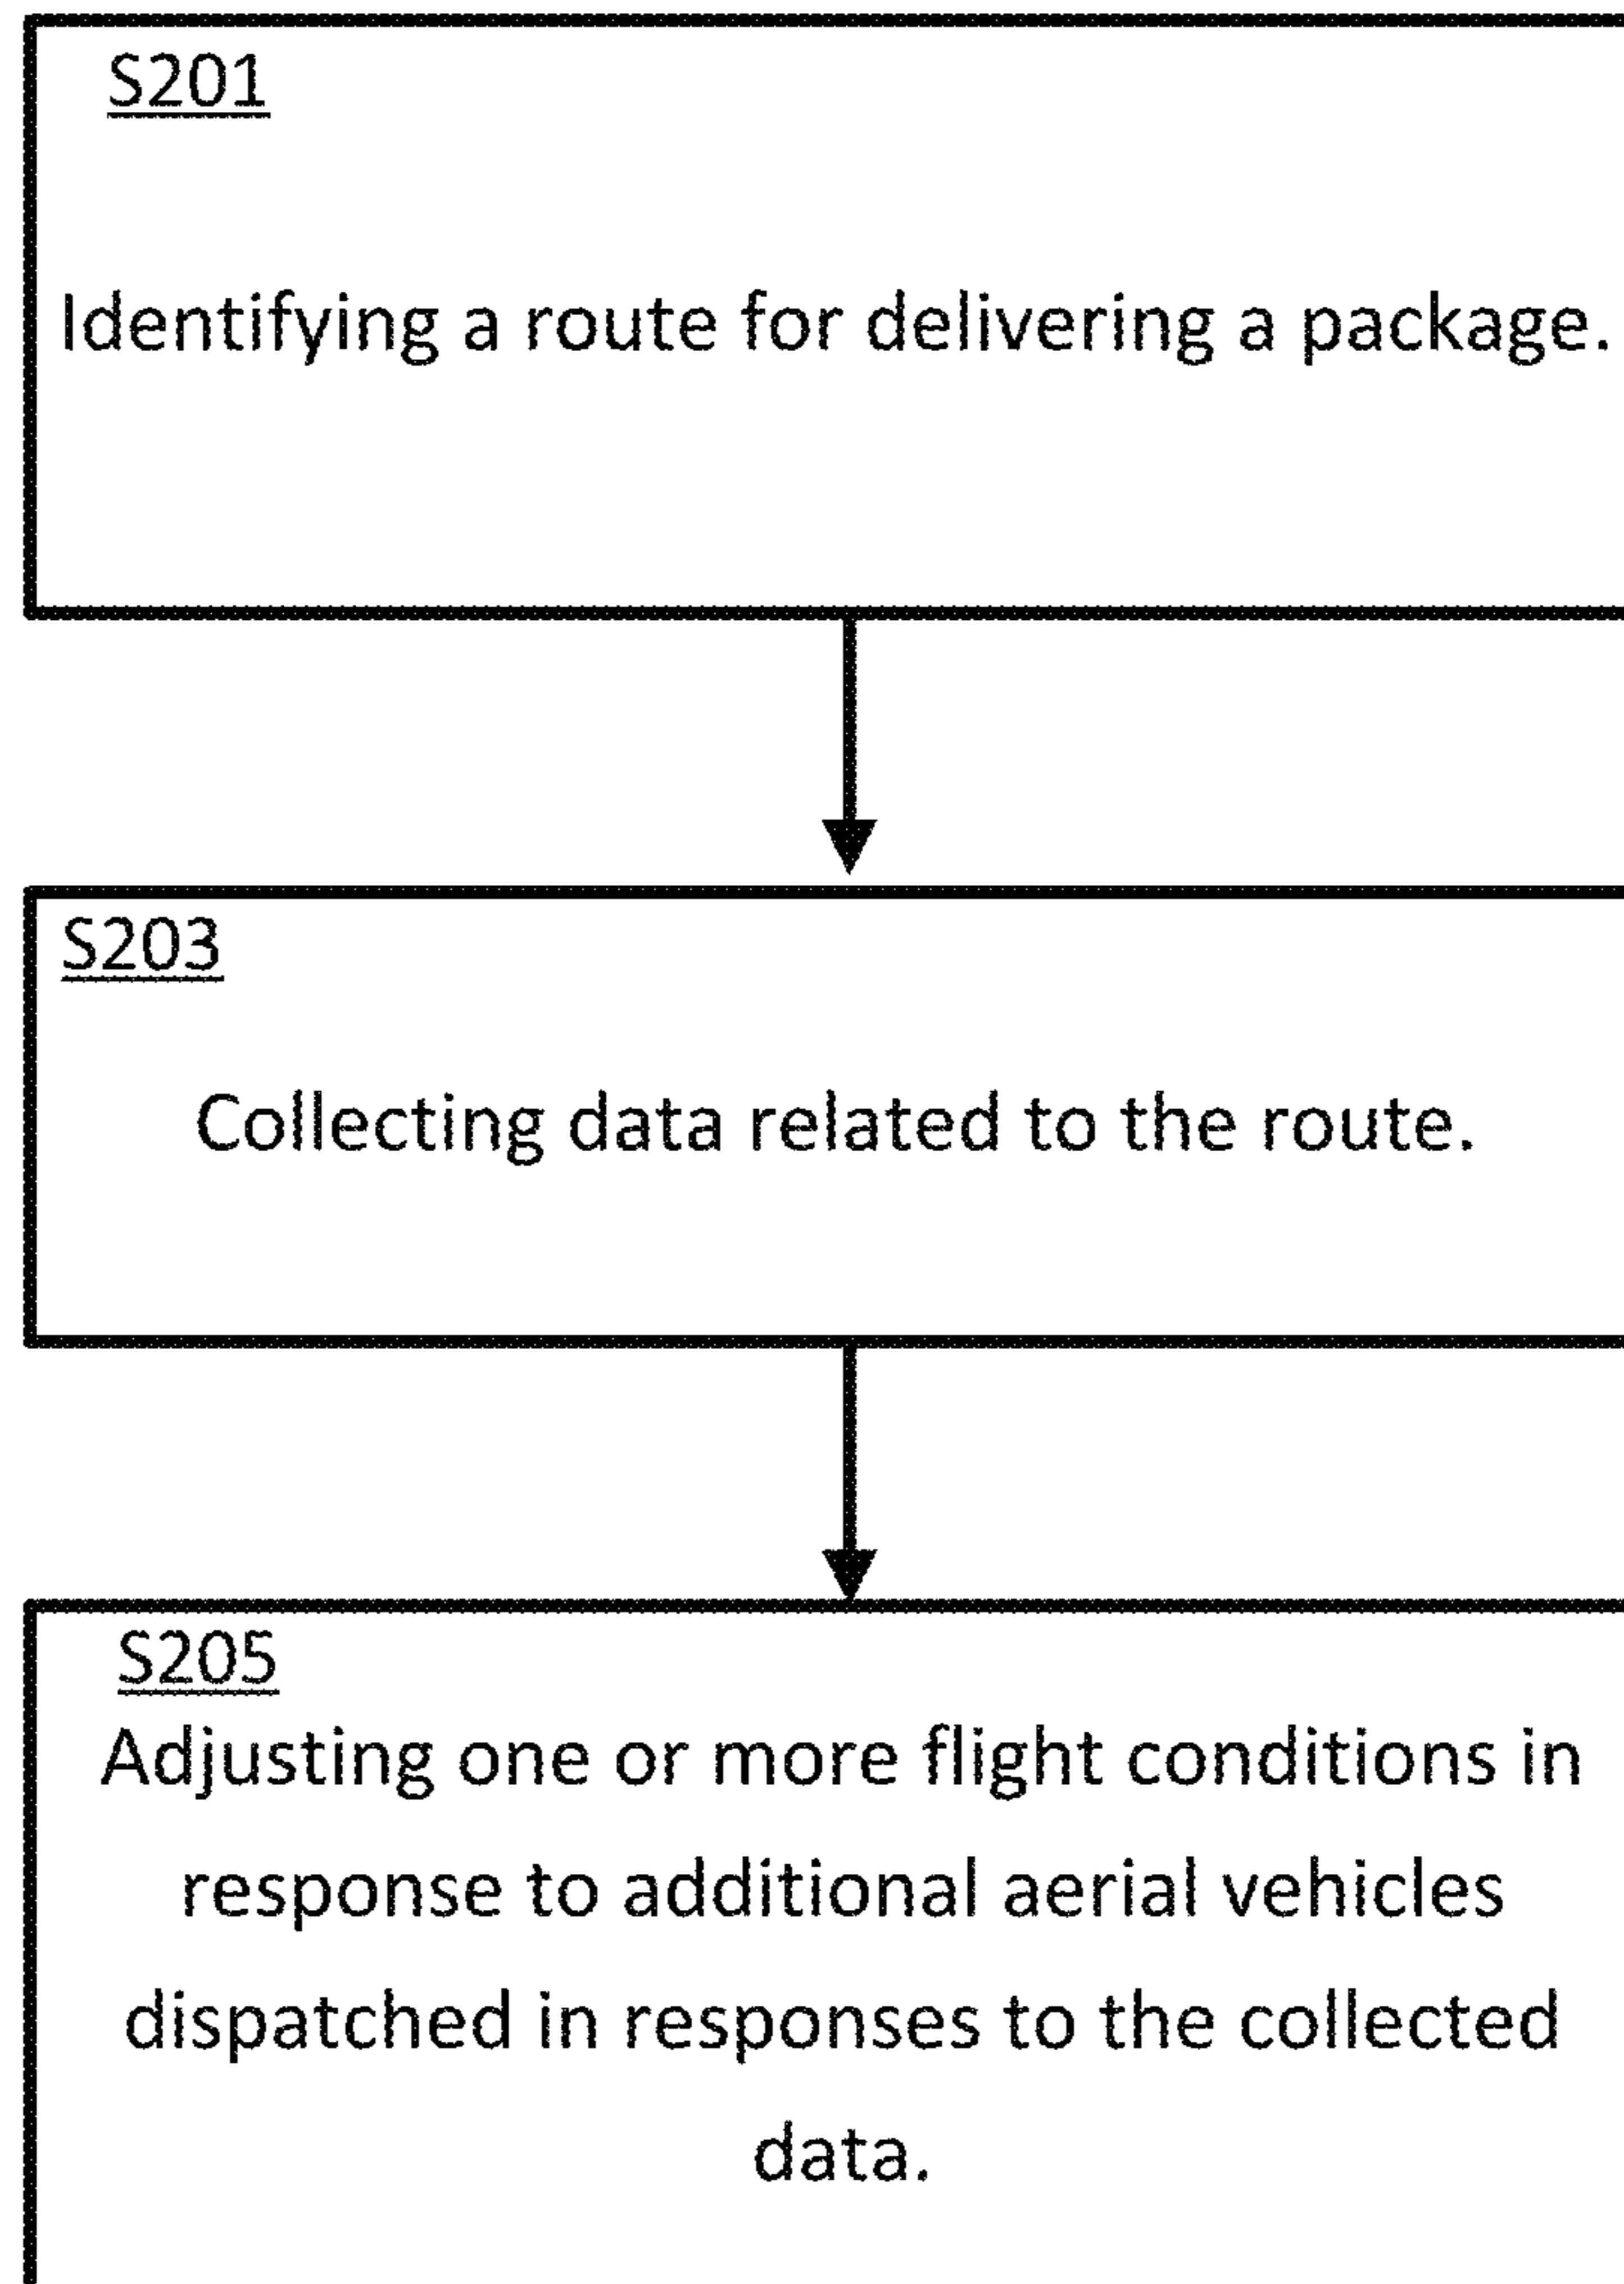 S201
Identifying a route for delivering a package.
S203
Collecting data related to the route.
S205
Adjusting one or more flight conditions in
response to additional aerial vehicles
dispatched in responses to the collected
data.